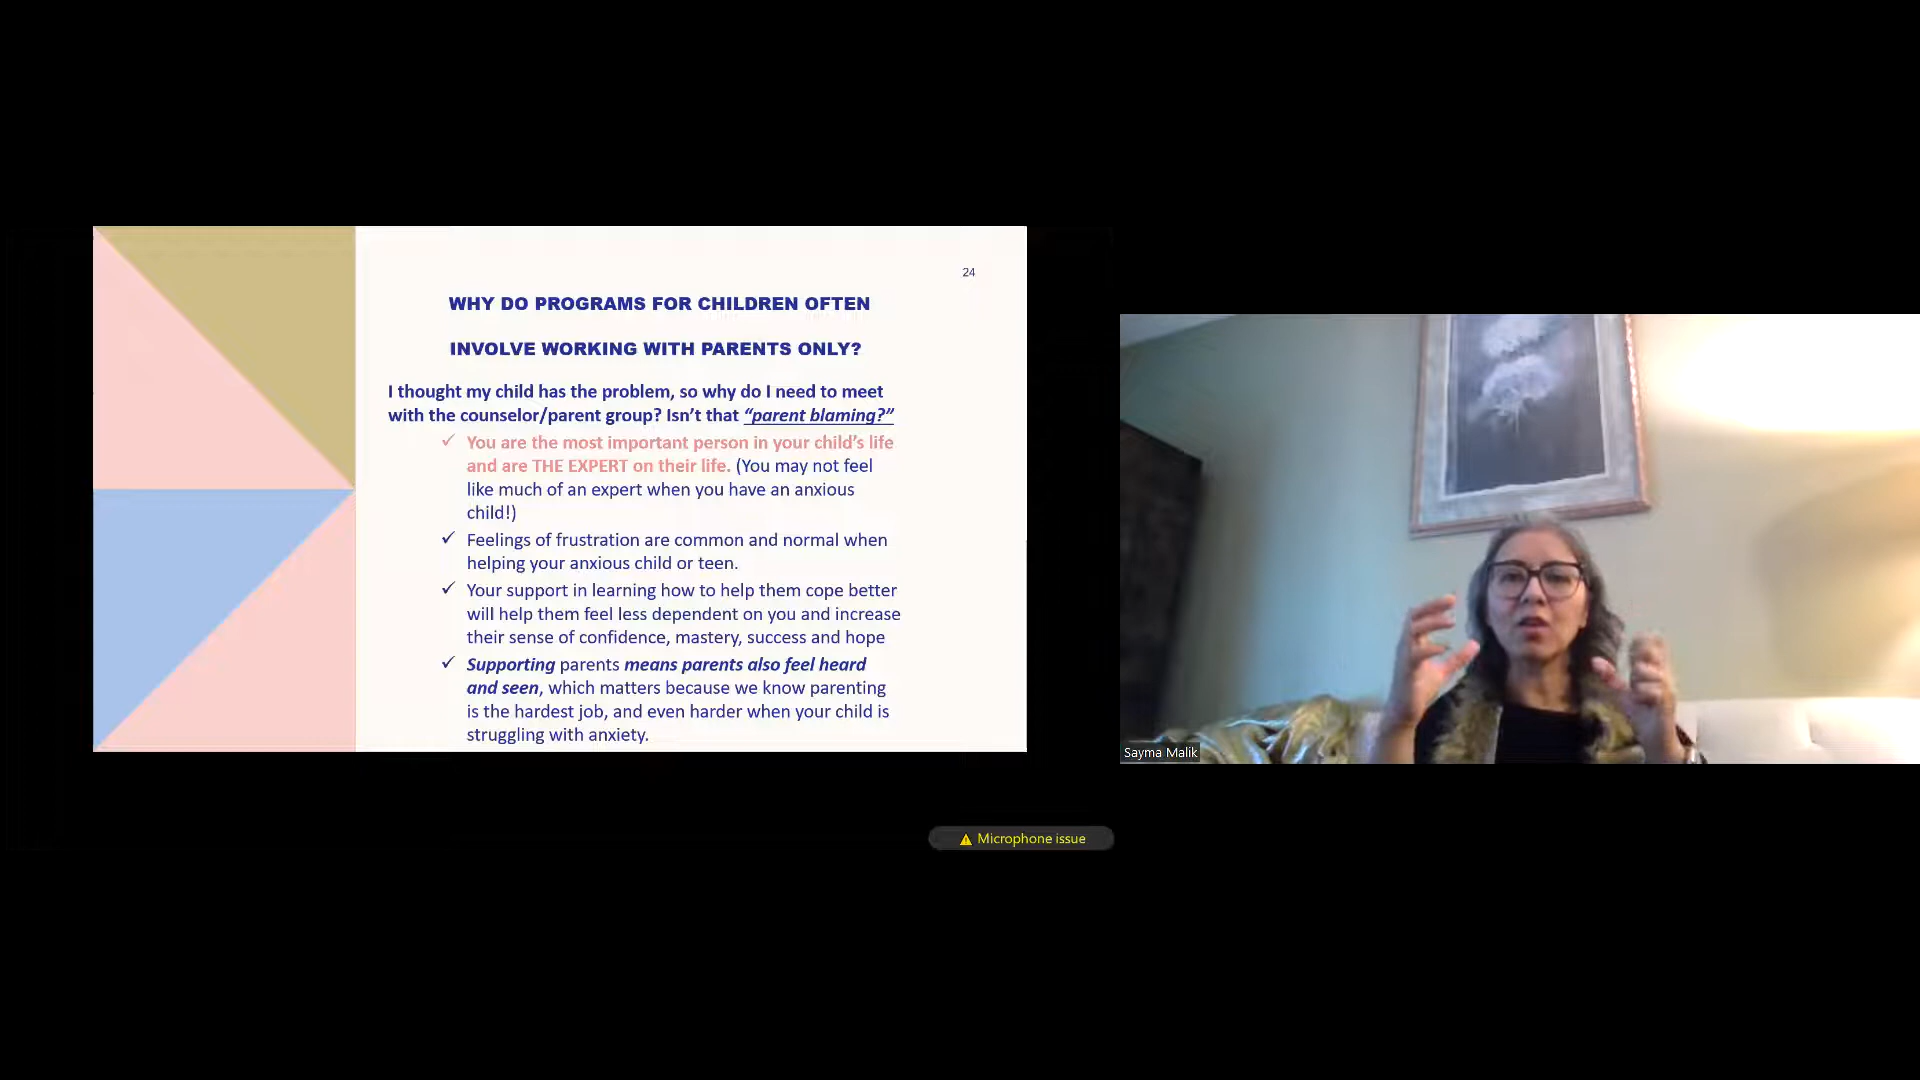 24
WHY DO PROGRAMS FOR CHILDREN OFTEN
INVOLVE WORKING WITH PARENTS ONLY?
I thought my child has the problem, so why do I need to meet
with the counselor/parent group? Isn’t that “parent blaming?”
✓ You are the most important person in your child’s life
and are THE EXPERT on their life. (You may not feel
like much of an expert when you have an anxious
child!)
✓ Feelings of frustration are common and normal when
helping your anxious child or teen.
✓ Your support in learning how to help them cope better
will help them feel less dependent on you and increase
their sense of confidence, mastery, success and hope
✓ Supporting parents means parents also feel heard
and seen, which matters because we know parenting
is the hardest job, and even harder when your child is
struggling with anxiety.
Sayma Malik
Microphone issue